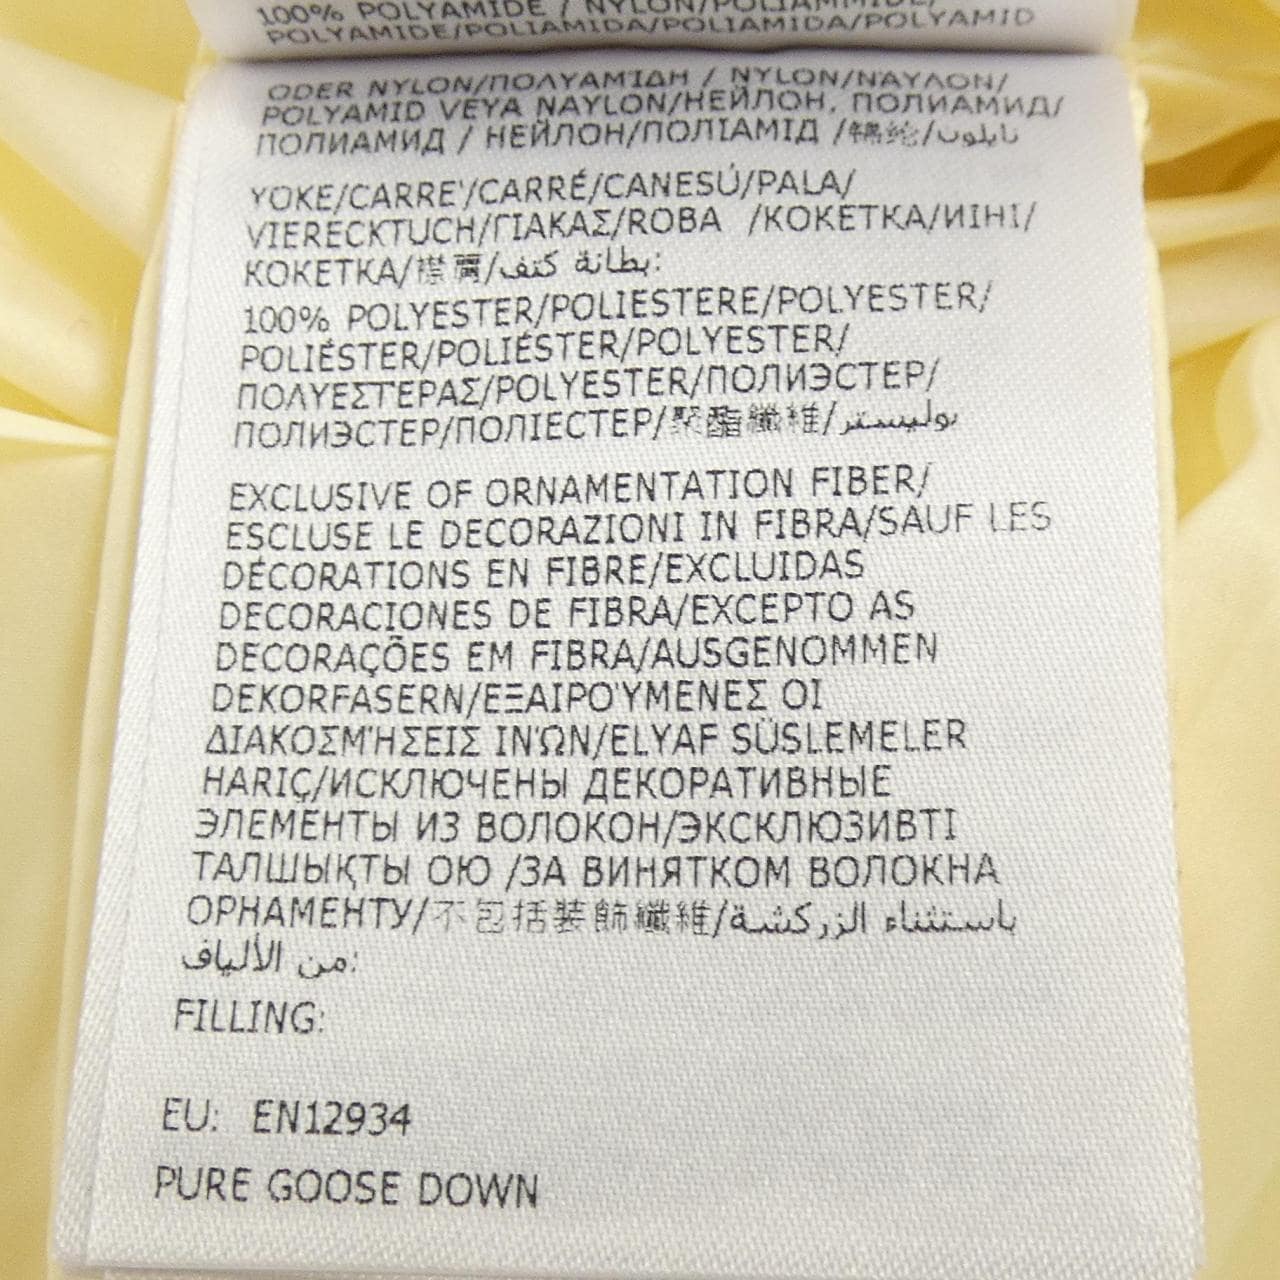 100% POLYAMIDE / NYLON/POLIAMMIDE/
POLYAMIDE/POLIAMIDA/POLIAMIDA/POLYAMID
ODER NYLON/ΠΟΛΥΑΜΊΔΗ / NYLON/ΝΑΥΛΟΝ/
POLYAMID VEYA NAYLON/НЕЙЛОН, ПОЛИАМИД/
ПОЛИАМИД / НЕЙЛОН/ПОЛІАМІД /錦綸/نايلون
YOKE/CARRE'/CARRÉ/CANESÚ/PALA/
VIERECKTUCH/ΓΙΑΚΑΣ/ROBA /КОКЕТКА/ИІНІ/
КОКЕТКА/襟圈/بطانة كتف:
100% POLYESTER/POLIESTERE/POLYESTER/
POLIÉSTER/POLIÉSTER/POLYESTER/
ΠΟΛΥΕΣΤΕΡΑΣ/POLYESTER/ПОЛИЭСТЕР/
ПОЛИЭСТЕР/ПОЛІЕСТЕР/聚酯纖維/بوليستر
EXCLUSIVE OF ORNAMENTATION FIBER/
ESCLUSE LE DECORAZIONI IN FIBRA/SAUF LES
DÉCORATIONS EN FIBRE/EXCLUIDAS
DECORACIONES DE FIBRA/EXCEPTO AS
DECORAÇÕES EM FIBRA/AUSGENOMMEN
DEKORFASERN/ΕΞΑΙΡΟΎΜΕΝΕΣ ΟΙ
ΔΙΑΚΟΣΜΉΣΕΙΣ ΙΝΏΝ/ELYAF SÜSLEMELER
HARIÇ/ИСКЛЮЧЕНЫ ДЕКОРАТИВНЫЕ
ЭЛЕМЕНТЫ ИЗ ВОЛОКОН/ЭКСКЛЮЗИВТІ
ТАЛШЫҚТЫ ОЮ /ЗА ВИНЯТКОМ ВОЛОКНА
ОРНАМЕНТУ/不包括裝飾纖維/باستثناء الزركشة
من الألياف:
FILLING:
EU: EN12934
PURE GOOSE DOWN